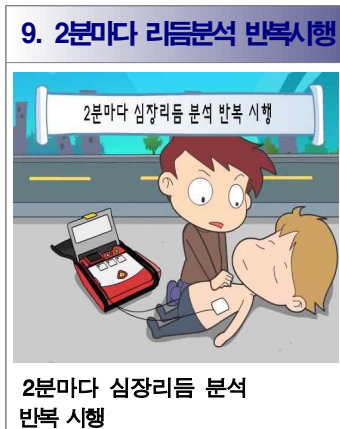 9. 2분마다 리듬분석 반복시행
2분마다 심장리듬 분석 반복 시행
2분마다 심장리듬 분석
반복 시행